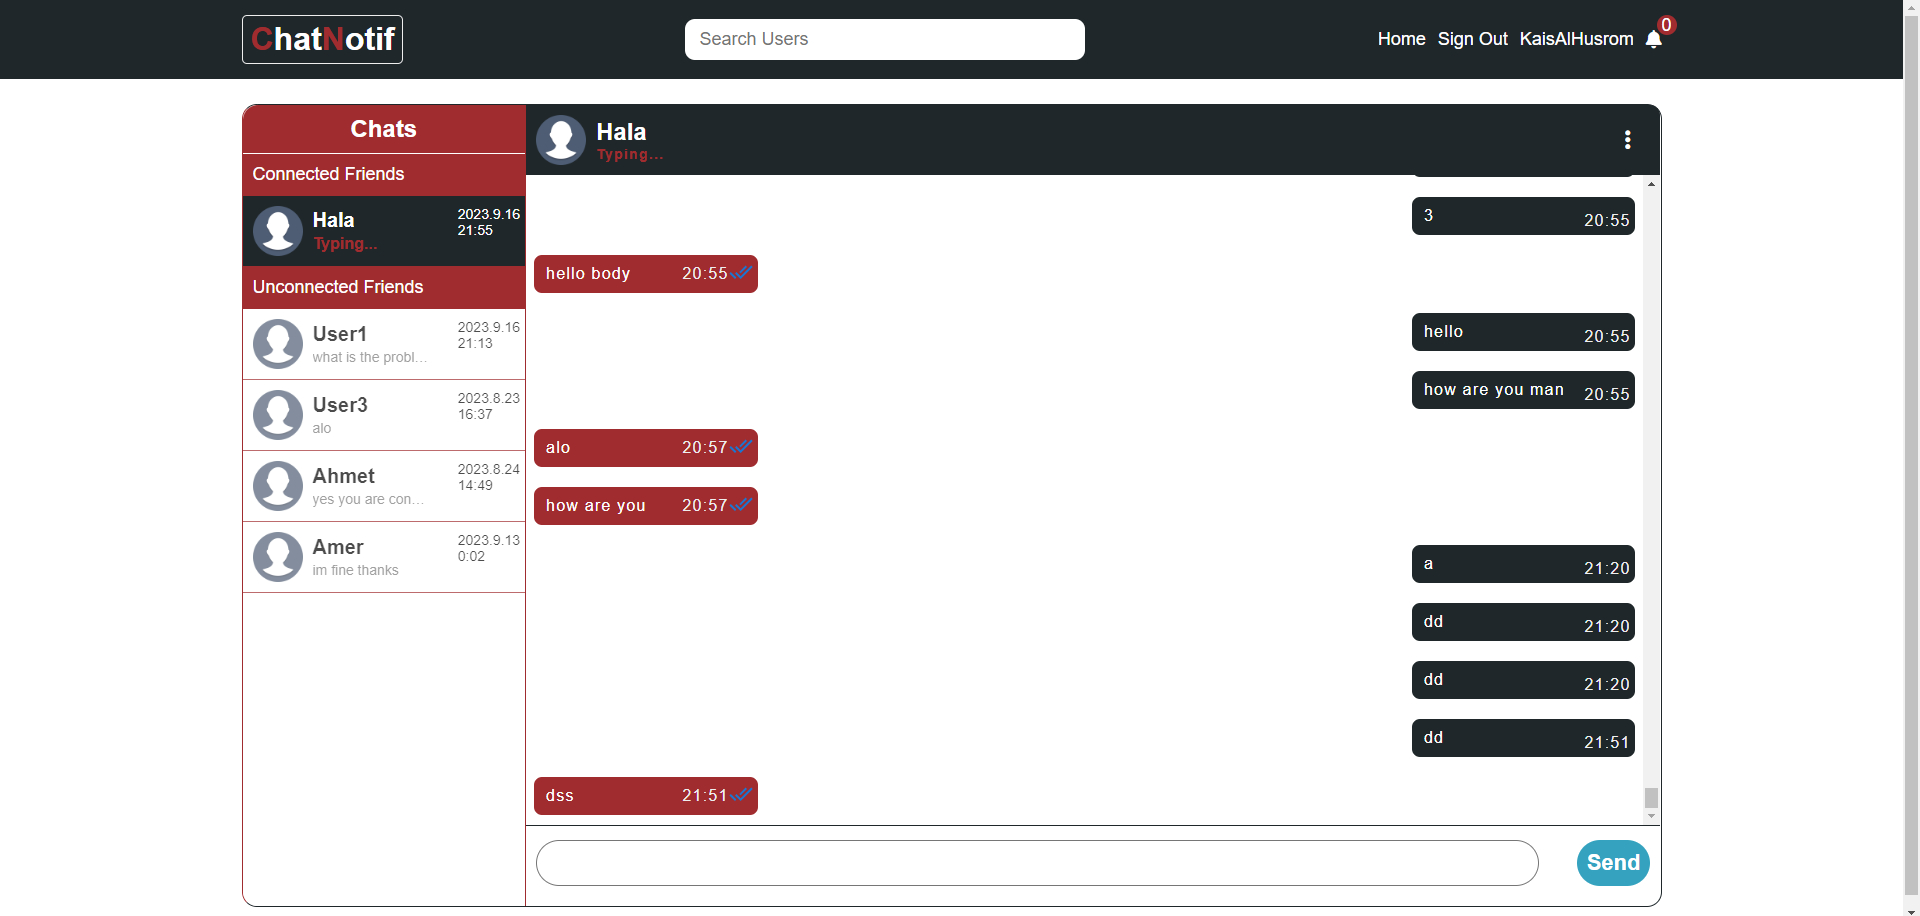 ChatNotif
Search Users
Home Sign Out KaisAlHusrom 0
Chats
Connected Friends
Hala 2023.9.16
Typing... 21:55
Unconnected Friends
User1 2023.9.16
21:13
what is the probl...
User3 2023.8.23
16:37
alo
Ahmet 2023.8.24
14:49
yes you are con...
Amer 2023.9.13
0:02
im fine thanks
Hala
Typing...
3 20:55
hello body 20:55
hello 20:55
how are you man 20:55
alo 20:57
how are you 20:57
a 21:20
dd 21:20
dd 21:20
dd 21:51
dss 21:51
Send